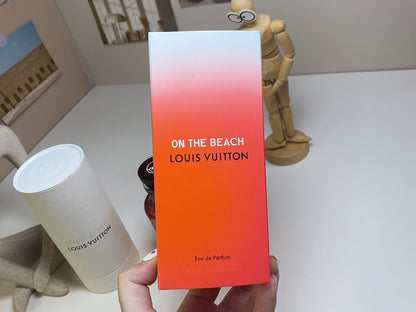 ON THE BEACH
LOUIS VUITTON
Eau de Parfum
LOUIS VUITTON